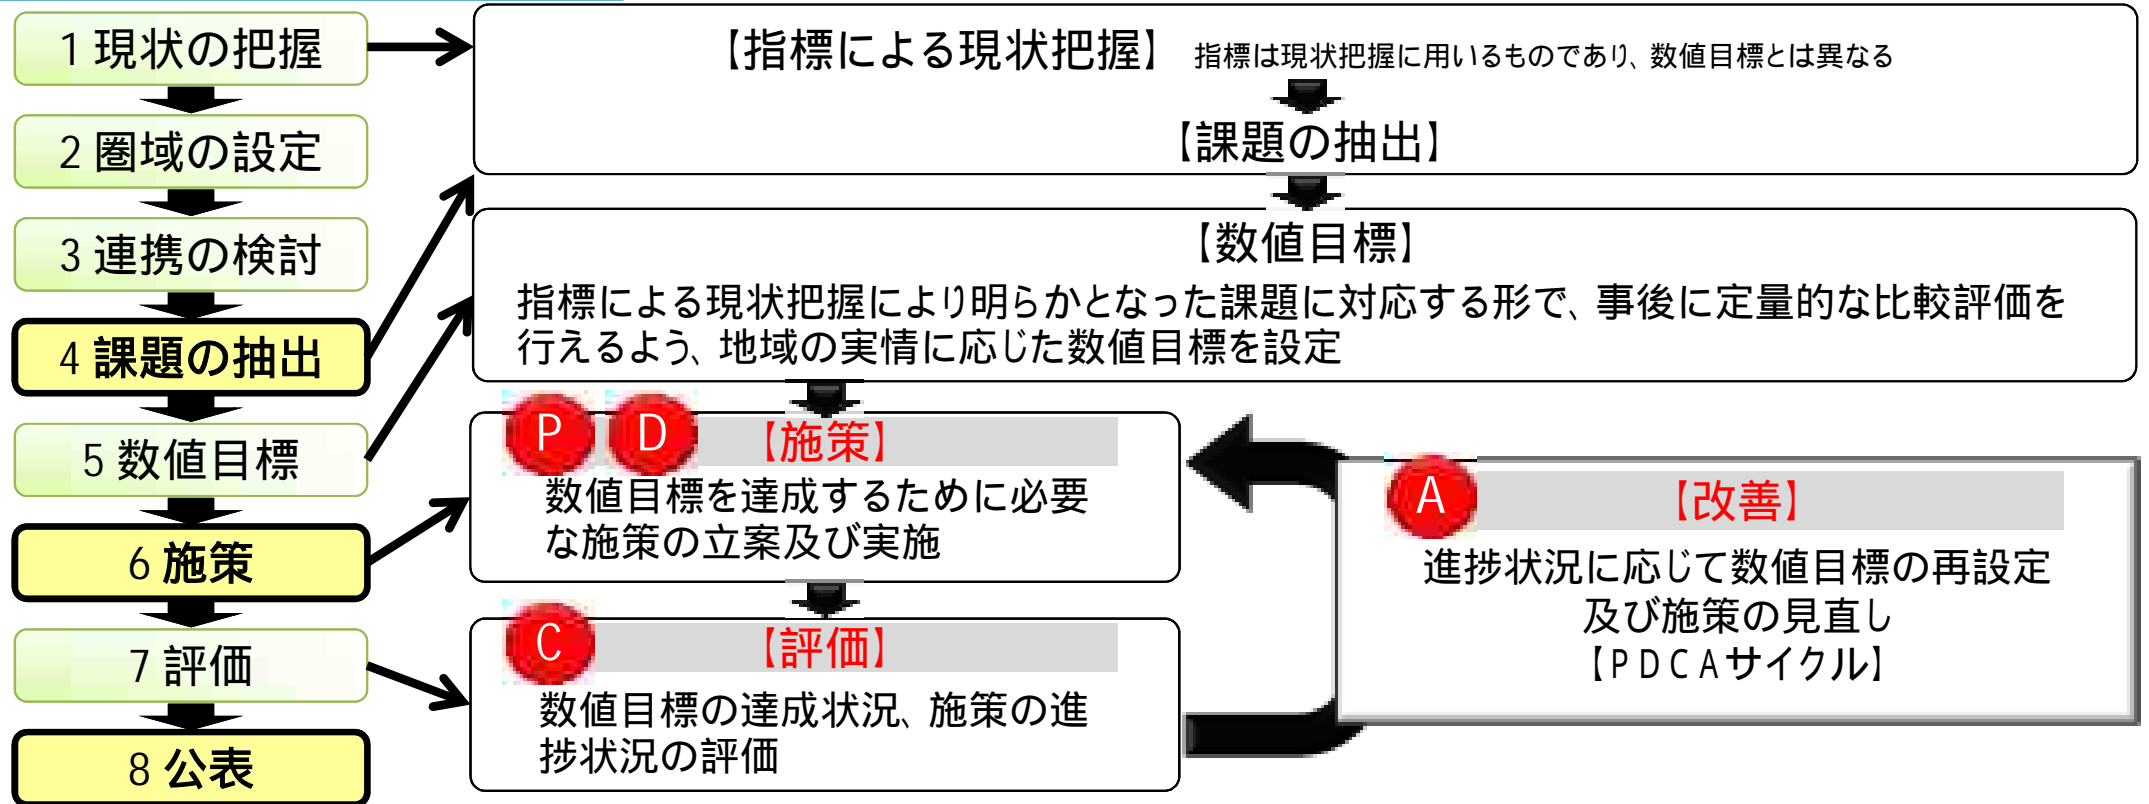 1 現状の把握
2 圏域の設定
3 連携の検討
4 課題の抽出
5 数値目標
6 施策
7 評価
8 公表
【指標による現状把握】 指標は現状把握に用いるものであり、数値目標とは異なる
【課題の抽出】
【数値目標】
指標による現状把握により明らかとなった課題に対応する形で、事後に定量的な比較評価を
行えるよう、地域の実情に応じた数値目標を設定
P D 【施策】
数値目標を達成するために必要
な施策の立案及び実施
C 【評価】
数値目標の達成状況、施策の進
捗状況の評価
A 【改善】
進捗状況に応じて数値目標の再設定
及び施策の見直し
【PDCAサイクル】